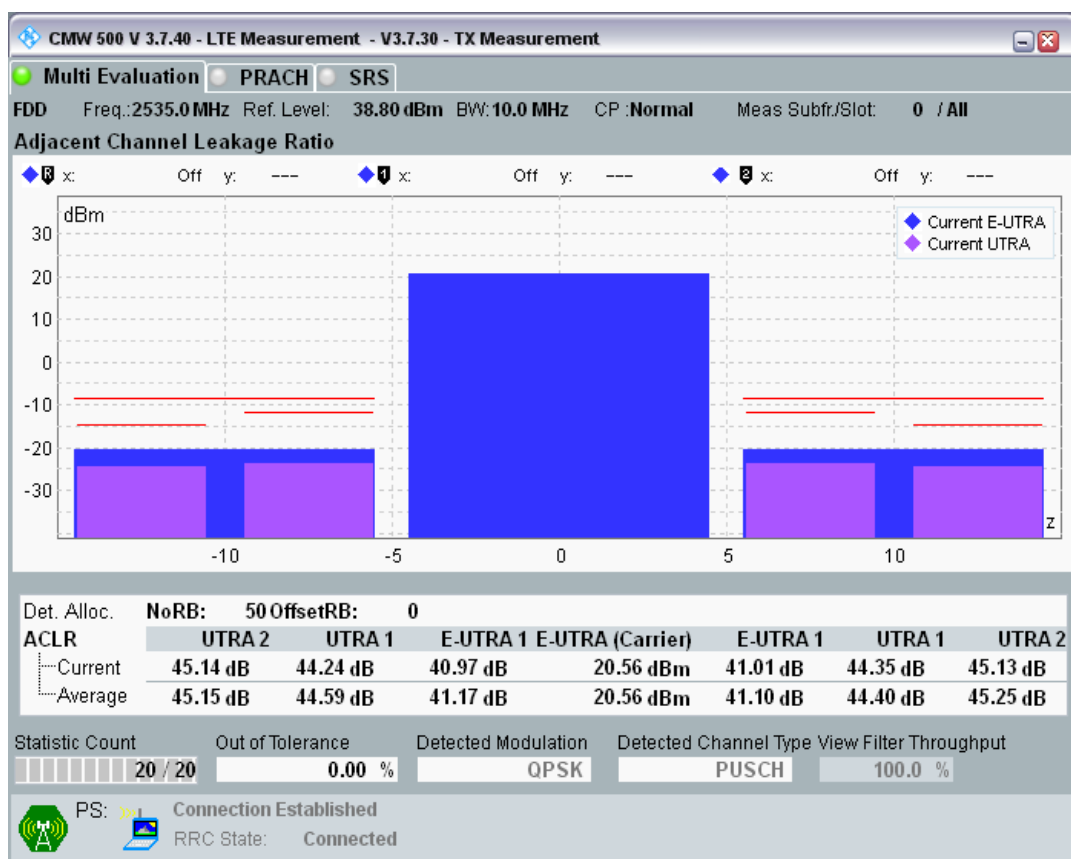 CMW 500 V 3.7.40 - LTE Measurement - V3.7.30 - TX Measurement
Multi Evaluation PRACH SRS
FDD Freq.:2535.0 MHz Ref. Level: 38.80 dBm BW:10.0 MHz CP :Normal Meas Subfr./Slot: 0 / All
Adjacent Channel Leakage Ratio
R x: Off y: --- 1 x: Off y: --- 2 x: Off y: ---
dBm
Current E-UTRA
Current UTRA
30
20
10
0
-10
-20
-30
z
-10 -5 0 5 10
Det. Alloc. NoRB: 50 OffsetRB: 0
ACLR UTRA 2 UTRA 1 E-UTRA 1 E-UTRA (Carrier) E-UTRA 1 UTRA 1 UTRA 2
Current 45.14 dB 44.24 dB 40.97 dB 20.56 dBm 41.01 dB 44.35 dB 45.13 dB
Average 45.15 dB 44.59 dB 41.17 dB 20.56 dBm 41.10 dB 44.40 dB 45.25 dB
Statistic Count Out of Tolerance Detected Modulation Detected Channel Type View Filter Throughput
20 / 20 0.00 % QPSK PUSCH 100.0 %
PS: Connection Established
RRC State: Connected